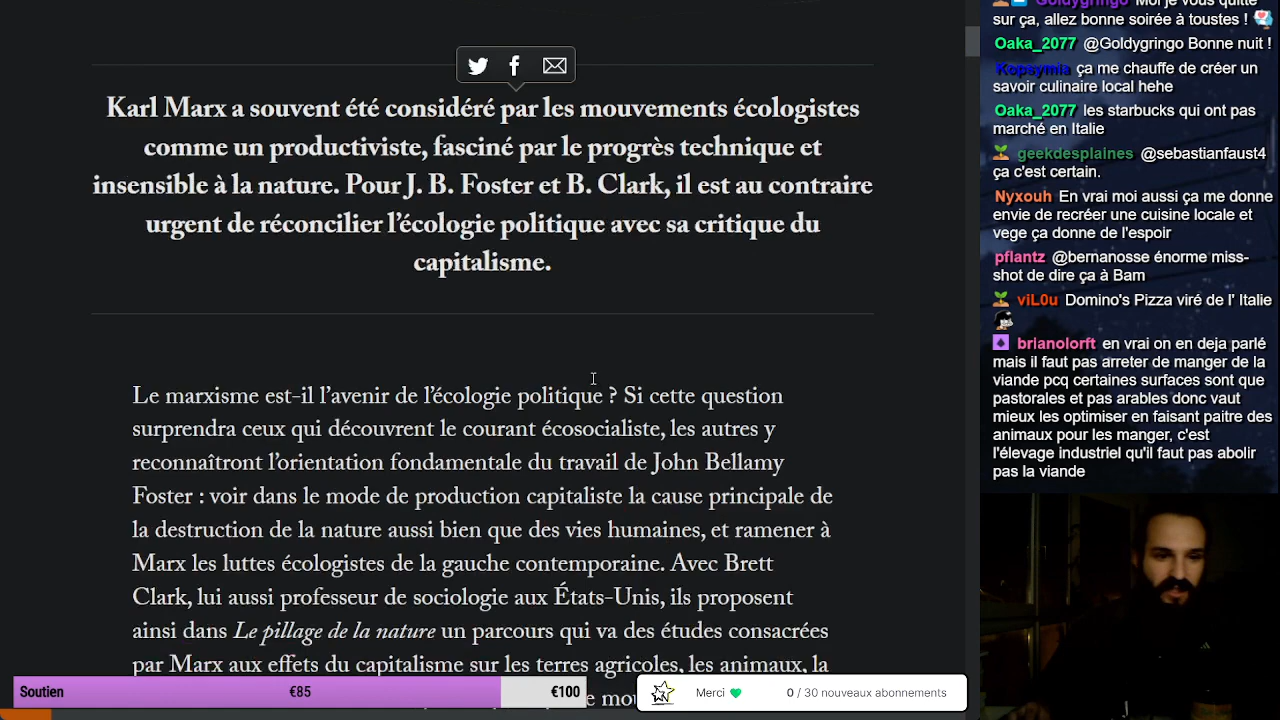 Karl Marx a souvent été considéré par les mouvements écologistes
comme un productiviste, fasciné par le progrès technique et
insensible à la nature. Pour J. B. Foster et B. Clark, il est au contraire
urgent de réconcilier l’écologie politique avec sa critique du
capitalisme.
Le marxisme est-il l’avenir de l’écologie politique ? Si cette question
surprendra ceux qui découvrent le courant écosocialiste, les autres y
reconnaîtront l’orientation fondamentale du travail de John Bellamy
Foster : voir dans le mode de production capitaliste la cause principale de
la destruction de la nature aussi bien que des vies humaines, et ramener à
Marx les luttes écologistes de la gauche contemporaine. Avec Brett
Clark, lui aussi professeur de sociologie aux États-Unis, ils proposent
ainsi dans Le pillage de la nature un parcours qui va des études consacrées
par Marx aux effets du capitalisme sur les terres agricoles, les animaux, la
Soutien €85 €100
Merci 0 / 30 nouveaux abonnements
Goldygringo Moi je vous quitte
sur ça, allez bonne soirée à toustes !
Oaka_2077 @Goldygringo Bonne nuit !
Kopsymia ça me chauffe de créer un
savoir culinaire local hehe
Oaka_2077 les starbucks qui ont pas
marché en Italie
geekdesplaines @sebastianfaust4
ça c'est certain.
Nyxouh En vrai moi aussi ça me donne
envie de recréer une cuisine locale et
vege ça donne de l'espoir
pflantz @bernanosse énorme miss-
shot de dire ça à Bam
viL0u Domino's Pizza viré de l' Italie
brianolorft en vrai on en deja parlé
mais il faut pas arreter de manger de la
viande pcq certaines surfaces sont que
pastorales et pas arables donc vaut
mieux les optimiser en faisant paitre des
animaux pour les manger, c'est
l'élevage industriel qu'il faut pas abolir
pas la viande